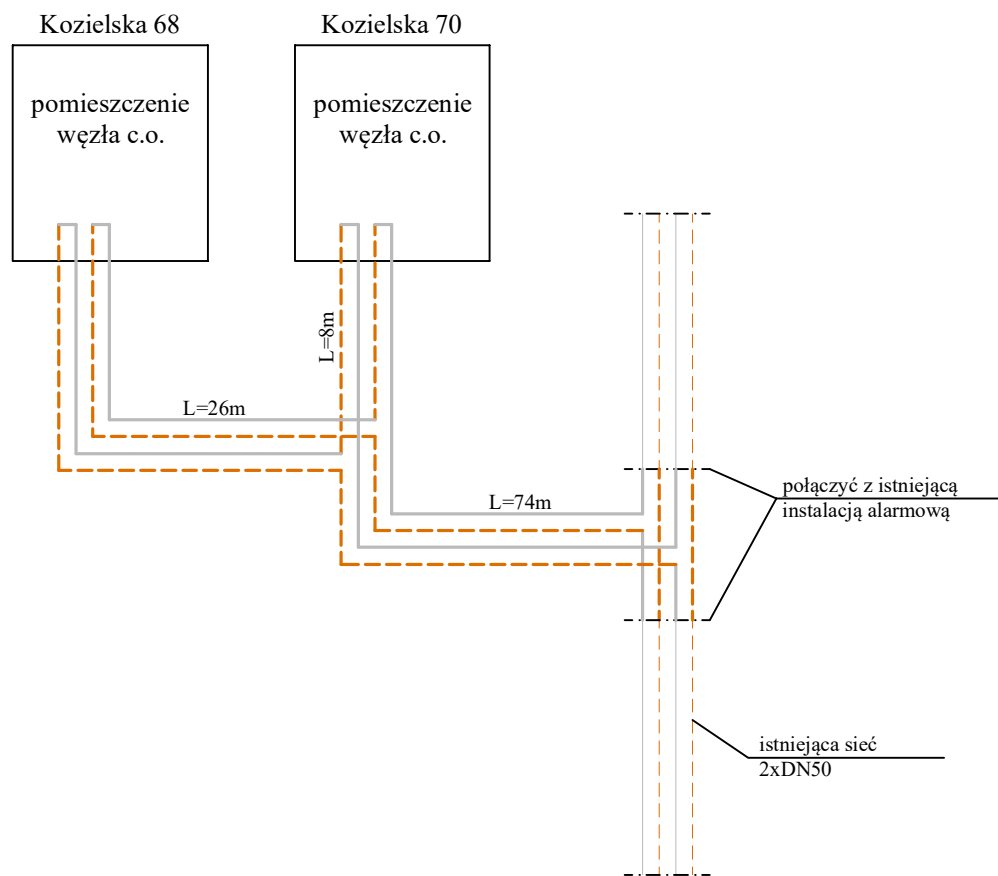 Kozielska 68
Kozielska 70
pomieszczenie
węzła c.o.
pomieszczenie
węzła c.o.
L=8m
L=26m
L=74m
połączyć z istniejącą
instalacją alarmową
istniejąca sieć
2xDN50